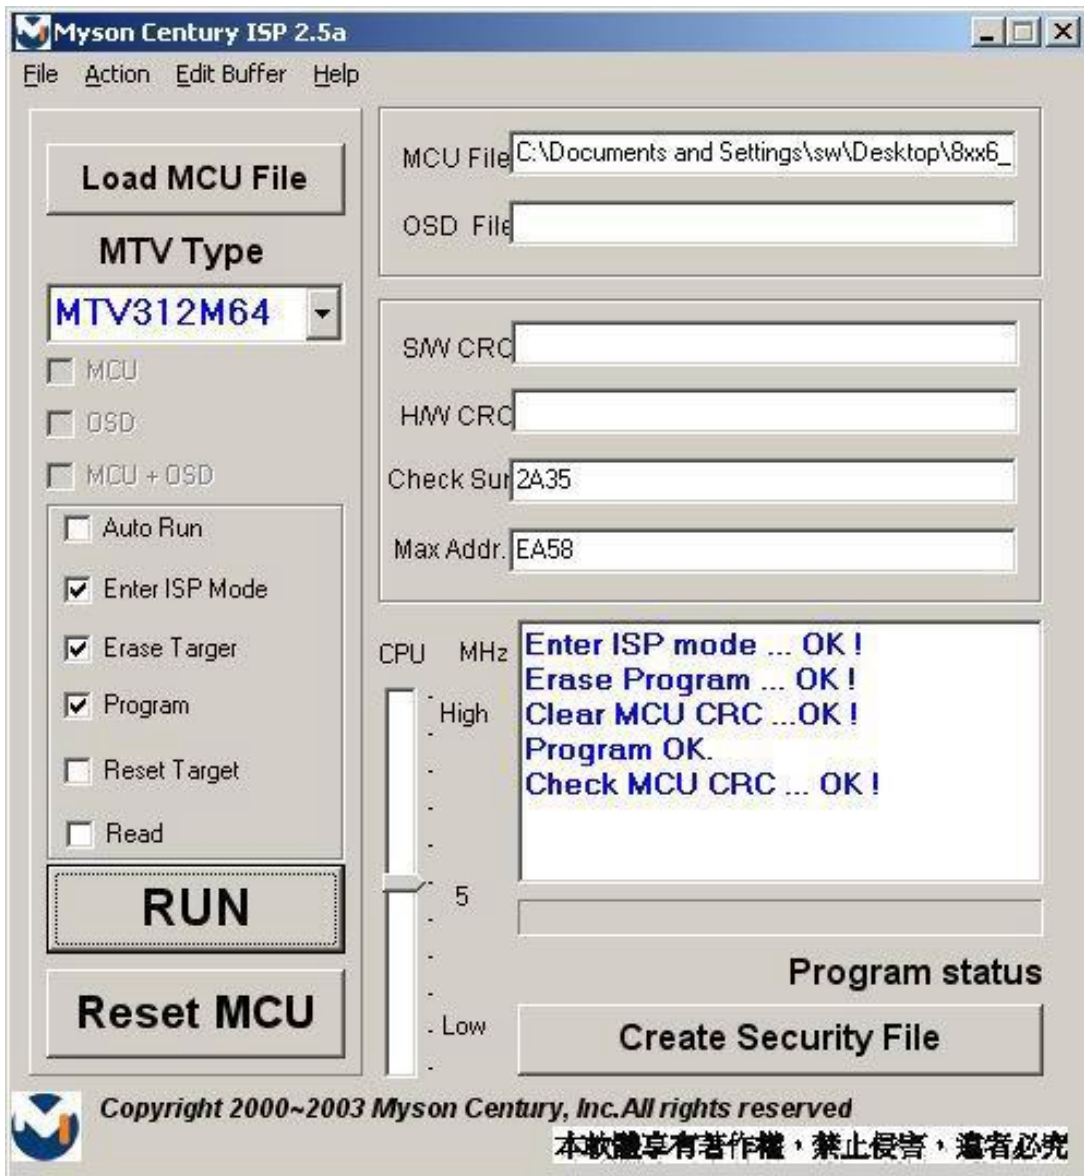 Myson Century ISP 2.5a
File Action Edit Buffer Help
Load MCU File
MTV Type
MTV312M64
MCU
OSD
MCU + OSD
Auto Run
Enter ISP Mode
Erase Targer
Program
Reset Target
Read
RUN
Reset MCU
MCU File C:\Documents and Settings\sw\Desktop\8xx6_
OSD File
S/W CRC
H/W CRC
Check Sur 2A35
Max Addr. EA58
CPU MHz
High
5
Low
Enter ISP mode ... OK !
Erase Program ... OK !
Clear MCU CRC ...OK !
Program OK.
Check MCU CRC ... OK !
Program status
Create Security File
Copyright 2000~2003 Myson Century, Inc.All rights reserved
本軟體享有著作權，禁止侵害，違者必究